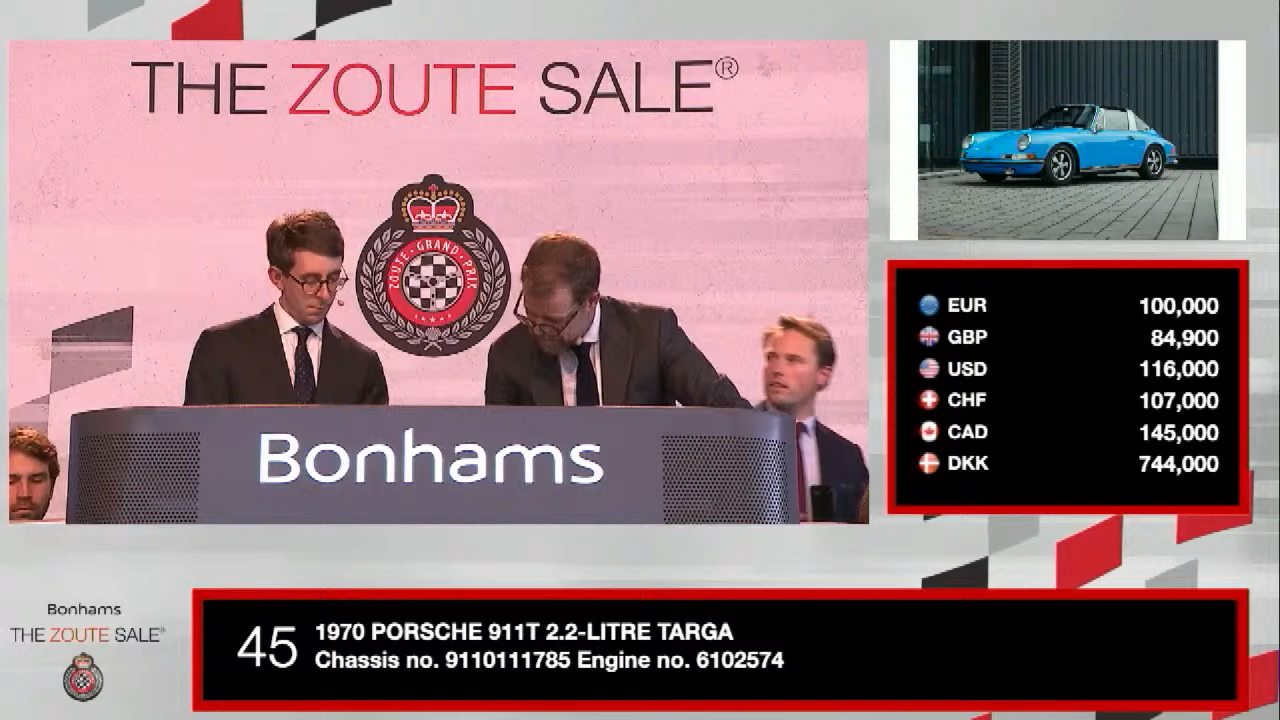 THE ZOUTE SALE®
ZOUTE · GRAND · PRIX
Bonhams
EUR 100,000
GBP 84,900
USD 116,000
CHF 107,000
CAD 145,000
DKK 744,000
Bonhams
THE ZOUTE SALE®
45
1970 PORSCHE 911T 2.2-LITRE TARGA
Chassis no. 9110111785 Engine no. 6102574